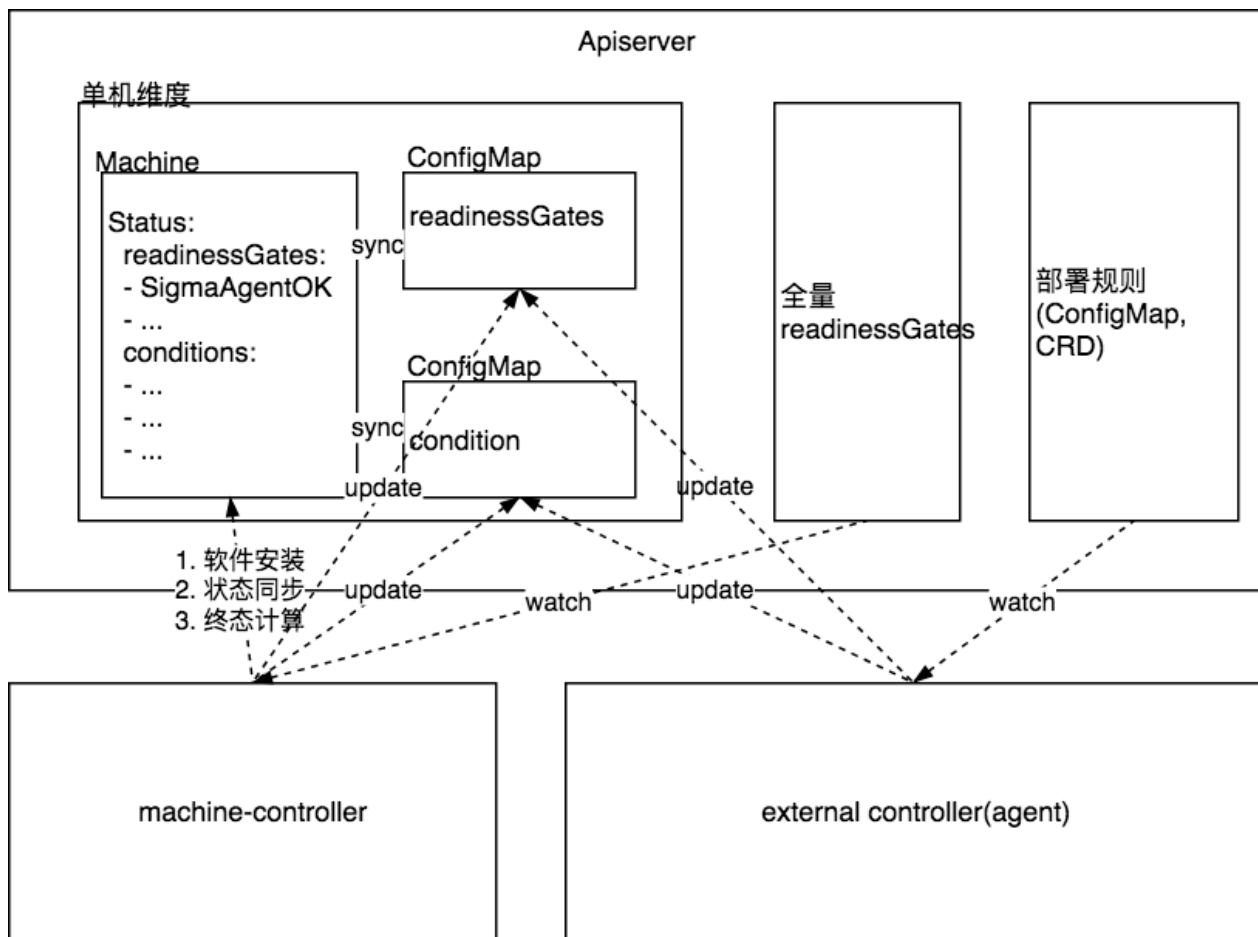 Apiserver
单机维度
Machine
Status:
readinessGates:
- SigmaAgentOK
- ...
conditions:
- ...
- ...
- ...
sync
sync
ConfigMap
readinessGates
ConfigMap
condition
全量
readinessGates
部署规则
(ConfigMap,
CRD)
update
update
1. 软件安装
2. 状态同步
3. 终态计算
update
watch
update
watch
machine-controller
external controller(agent)